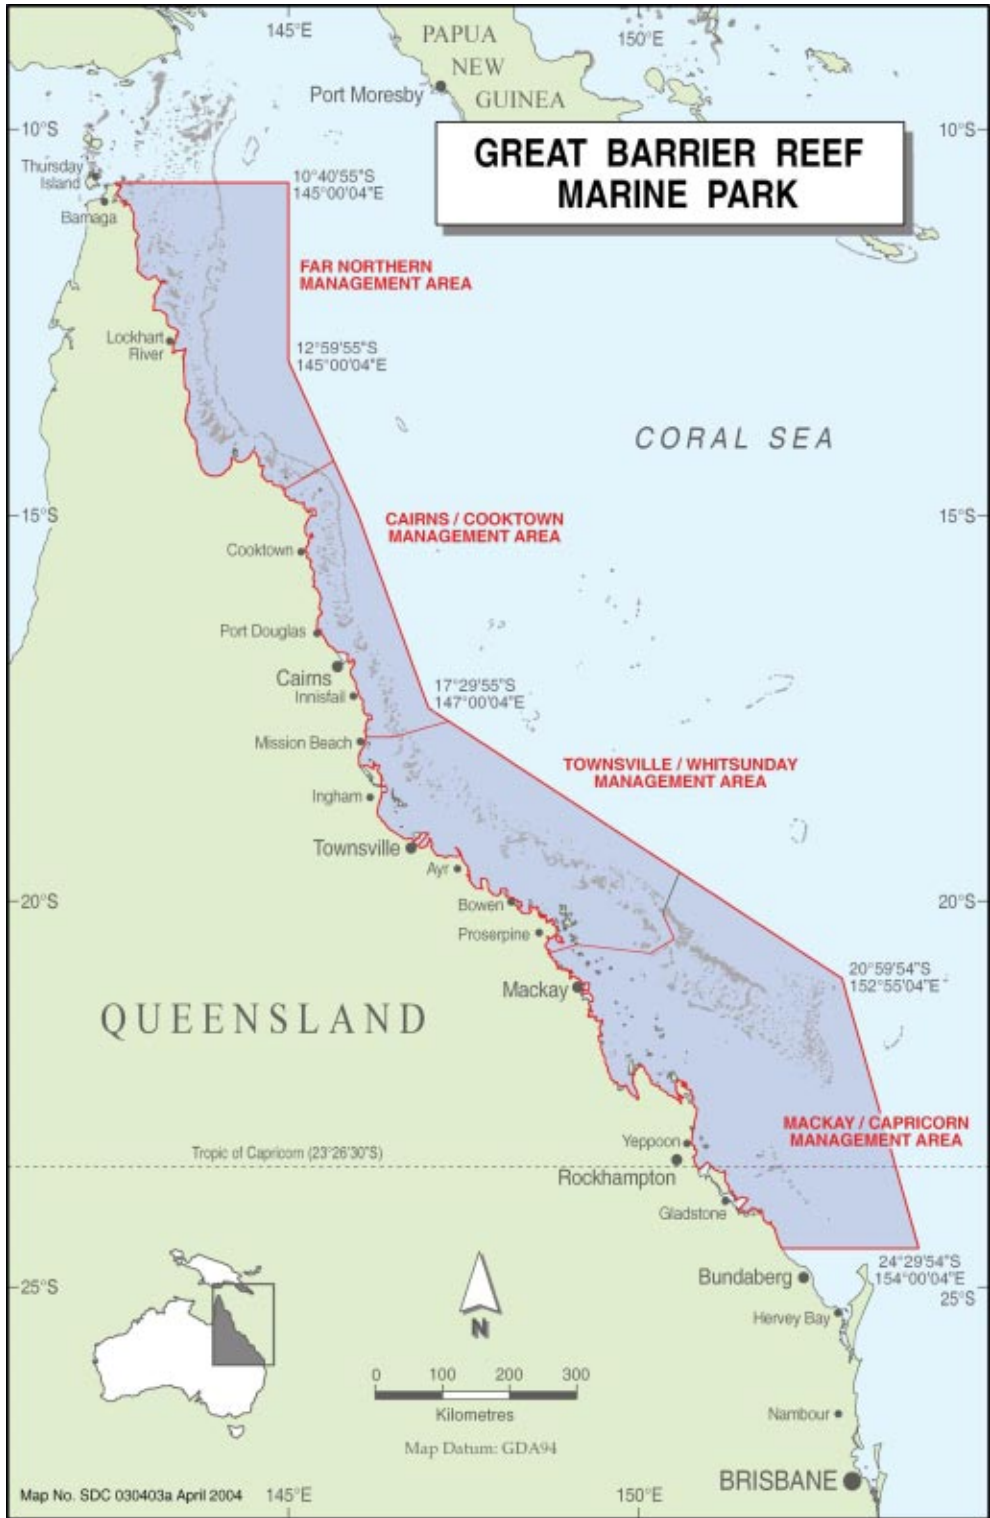 145°E
150°E
PAPUA
NEW
GUINEA
Port Moresby
10°S
10°S
GREAT BARRIER REEF
MARINE PARK
Thursday
Island
Bamaga
10°40'55"S
145°00'04"E
FAR NORTHERN
MANAGEMENT AREA
Lockhart
River
12°59'55"S
145°00'04"E
CORAL SEA
15°S
15°S
CAIRNS / COOKTOWN
MANAGEMENT AREA
Cooktown
Port Douglas
Cairns
Innisfail
17°29'55"S
147°00'04"E
Mission Beach
TOWNSVILLE / WHITSUNDAY
MANAGEMENT AREA
Ingham
Townsville
Ayr
20°S
20°S
Bowen
Proserpine
20°59'54"S
152°55'04"E
Mackay
QUEENSLAND
MACKAY / CAPRICORN
MANAGEMENT AREA
Yeppoon
Tropic of Capricorn (23°26'30"S)
Rockhampton
Gladstone
24°29'54"S
154°00'04"E
Bundaberg
25°S
25°S
Hervey Bay
N
0 100 200 300
Kilometres
Nambour
Map Datum: GDA94
BRISBANE
Map No. SDC 030403a April 2004
145°E
150°E